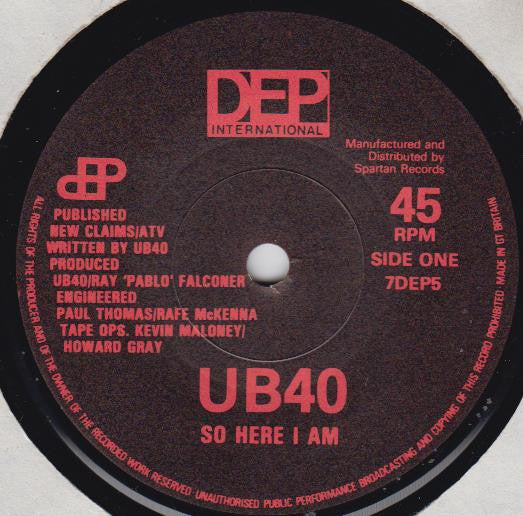 DEP
INTERNATIONAL
Manufactured and
Distributed by
Spartan Records
dEP
PUBLISHED
NEW CLAIMS/ATV
WRITTEN BY UB40
PRODUCED
UB40/RAY 'PABLO' FALCONER
ENGINEERED
PAUL THOMAS/RAFE McKENNA
TAPE OPS. KEVIN MALONEY/
HOWARD GRAY
45
RPM
SIDE ONE
7DEP5
UB40
SO HERE I AM
ALL RIGHTS OF THE PRODUCER AND OF THE OWNER OF THE RECORDED WORK RESERVED · UNAUTHORISED PUBLIC PERFORMANCE BROADCASTING AND COPYING OF THIS RECORD PROHIBITED MADE IN GT BRITAIN